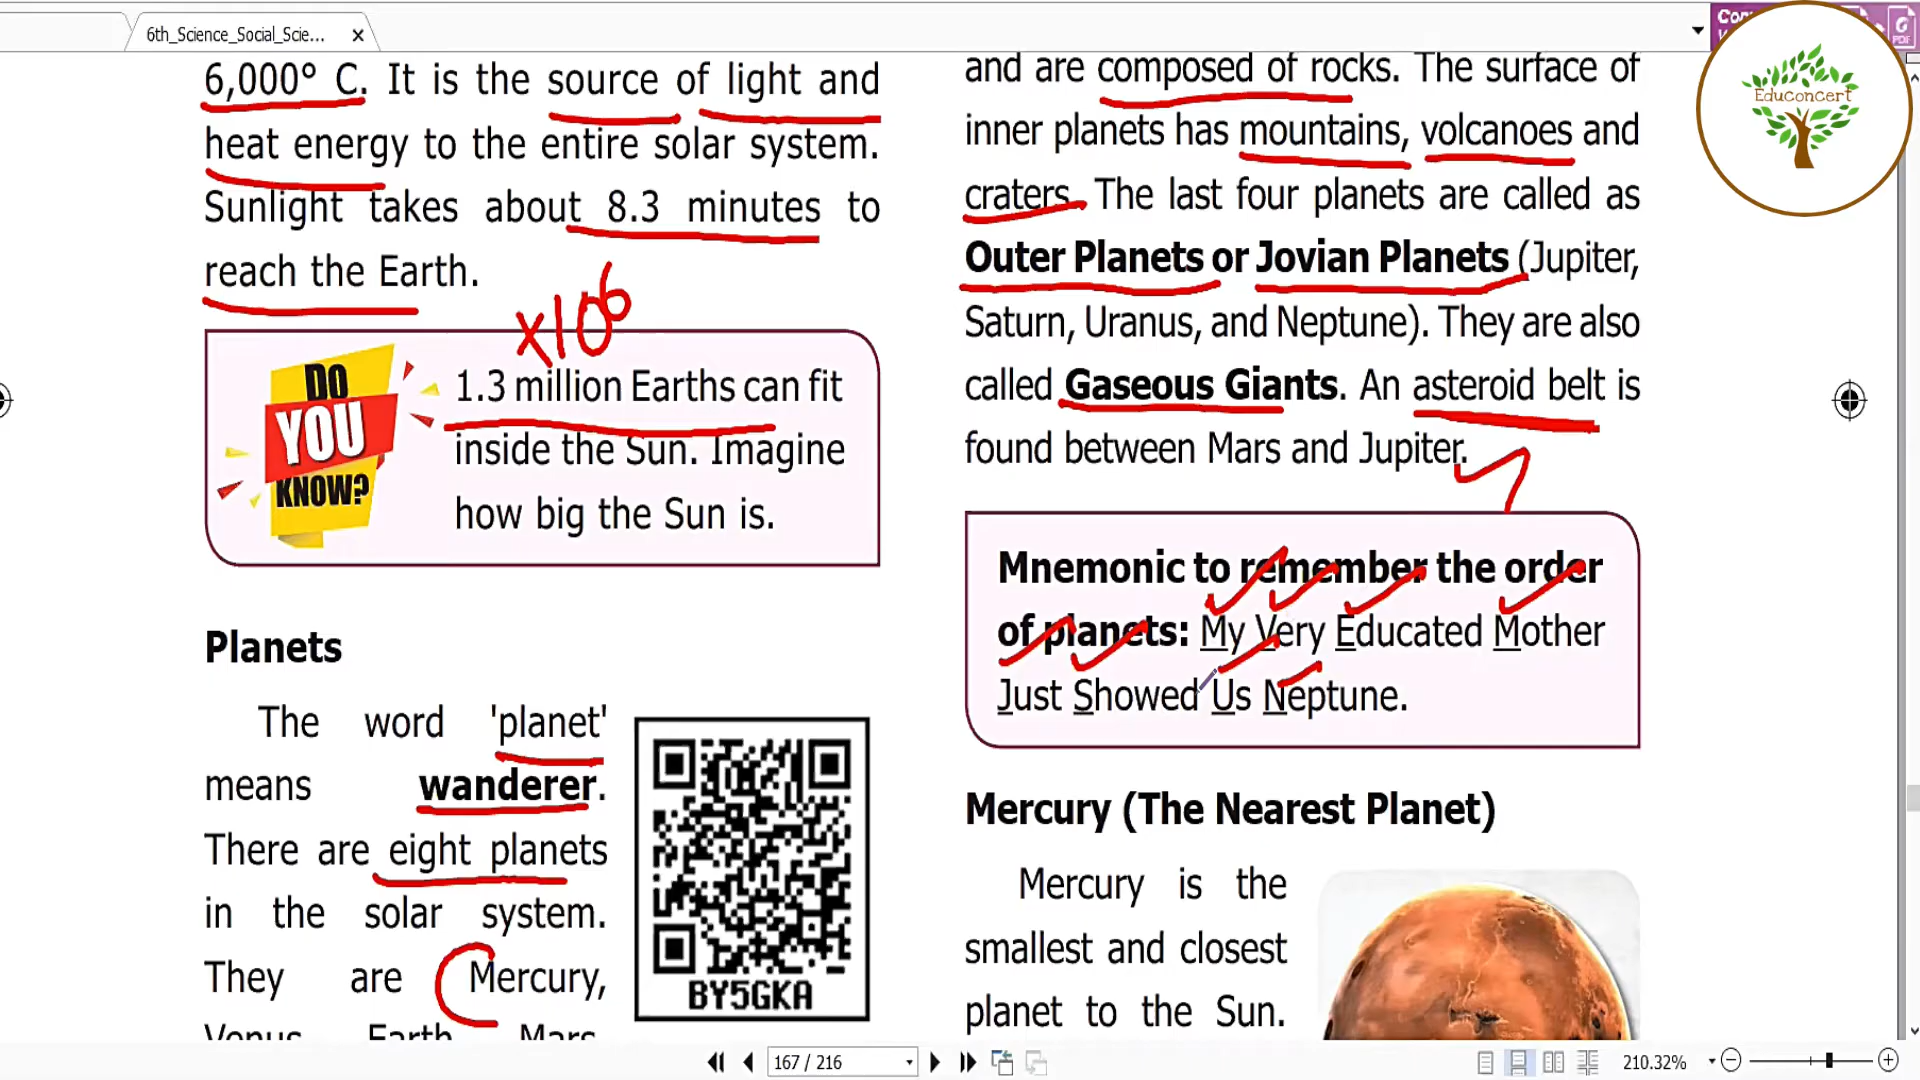 6th_Science_Social_Scie...
Educoncert
6,000° C. It is the source of light and
heat energy to the entire solar system.
Sunlight takes about 8.3 minutes to
reach the Earth.
×10⁶
DO
YOU
KNOW?
1.3 million Earths can fit
inside the Sun. Imagine
how big the Sun is.
Planets
The word 'planet'
means wanderer.
There are eight planets
in the solar system.
They are Mercury,
Venus Earth Mars
BY5GKA
and are composed of rocks. The surface of
inner planets has mountains, volcanoes and
craters. The last four planets are called as
Outer Planets or Jovian Planets (Jupiter,
Saturn, Uranus, and Neptune). They are also
called Gaseous Giants. An asteroid belt is
found between Mars and Jupiter.
Mnemonic to remember the order
of planets: My Very Educated Mother
Just Showed Us Neptune.
Mercury (The Nearest Planet)
Mercury is the
smallest and closest
planet to the Sun.
167 / 216
210.32%